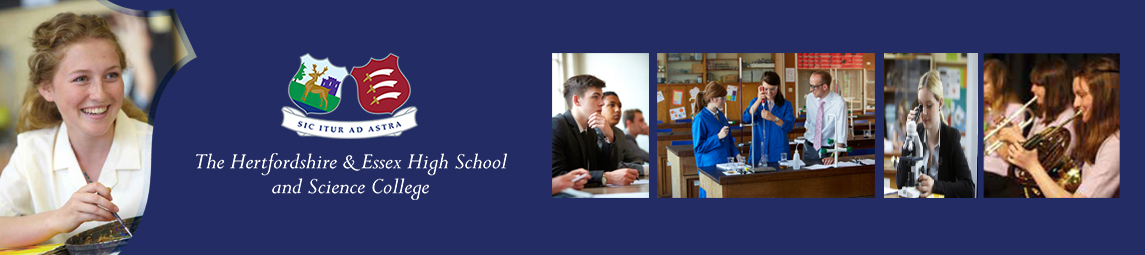 SIC ITUR AD ASTRA
The Hertfordshire & Essex High School
and Science College